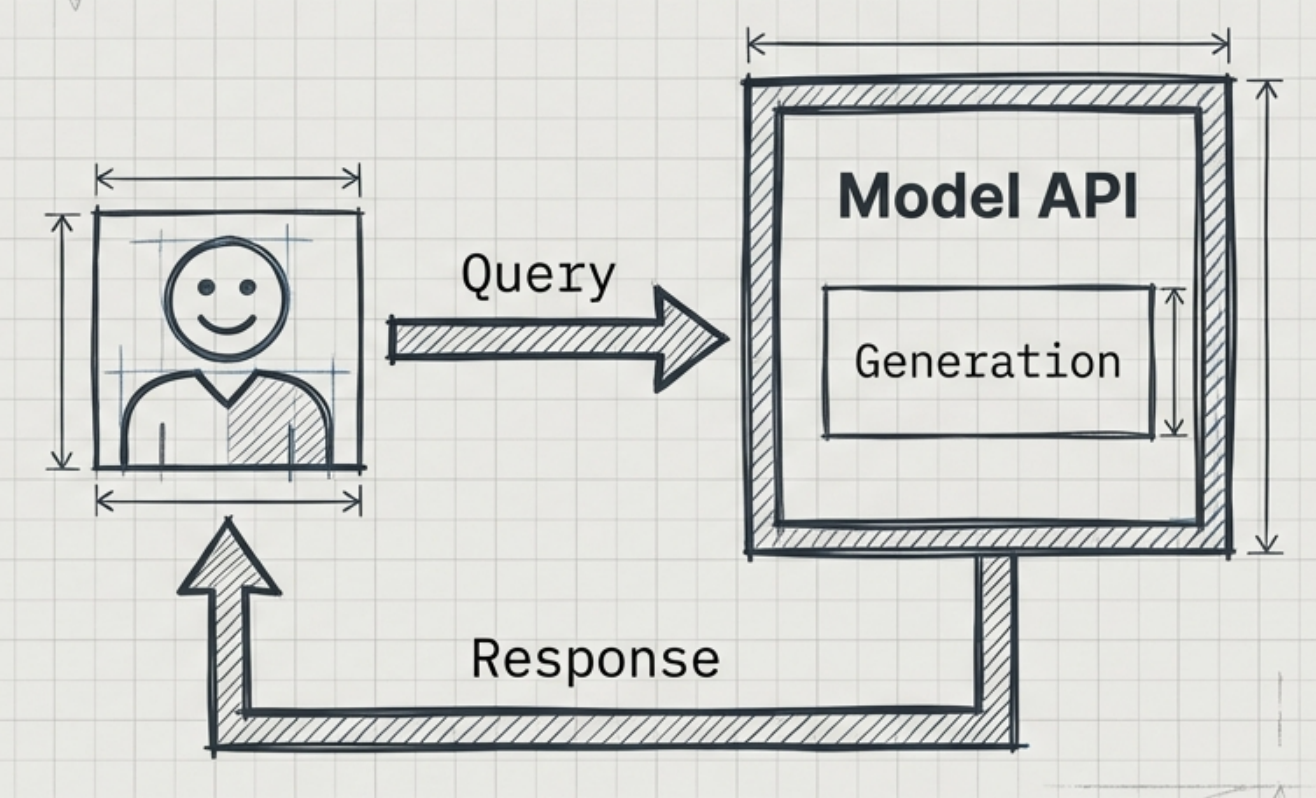 Model API
Query
Generation
Response